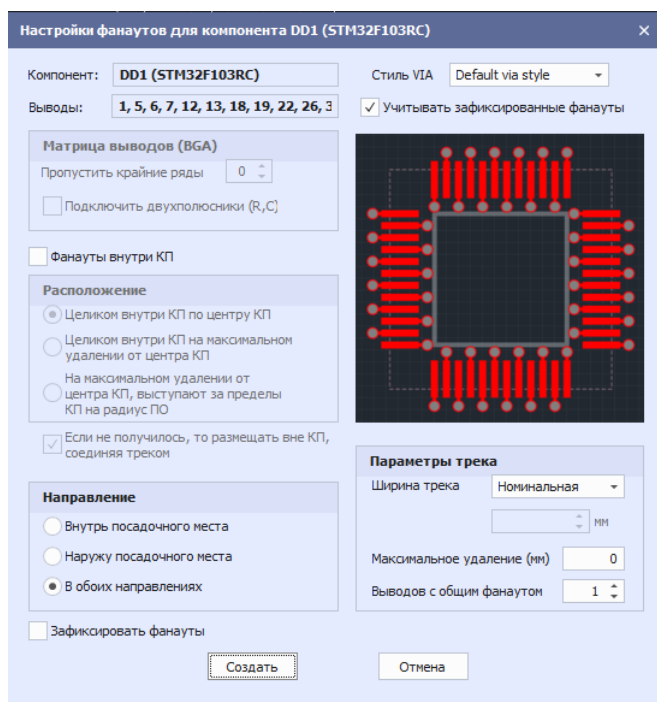 Настройки фанаутов для компонента DD1 (STM32F103RC)
Компонент: DD1 (STM32F103RC)
Стиль VIA Default via style
Выводы: 1, 5, 6, 7, 12, 13, 18, 19, 22, 26, 3
Учитывать зафиксированные фанауты
Матрица выводов (BGA)
Пропустить крайние ряды 0
Подключить двухполюсники (R,C)
Фанауты внутри КП
Расположение
Целиком внутри КП по центру КП
Целиком внутри КП на максимальном
удалении от центра КП
На максимальном удалении от
центра КП, выступают за пределы
КП на радиус ПО
Если не получилось, то размещать вне КП,
соединяя треком
Направление
Внутрь посадочного места
Наружу посадочного места
В обоих направлениях
Параметры трека
Ширина трека Номинальная
мм
Максимальное удаление (мм) 0
Выводов с общим фанаутом 1
Зафиксировать фанауты
Создать Отмена